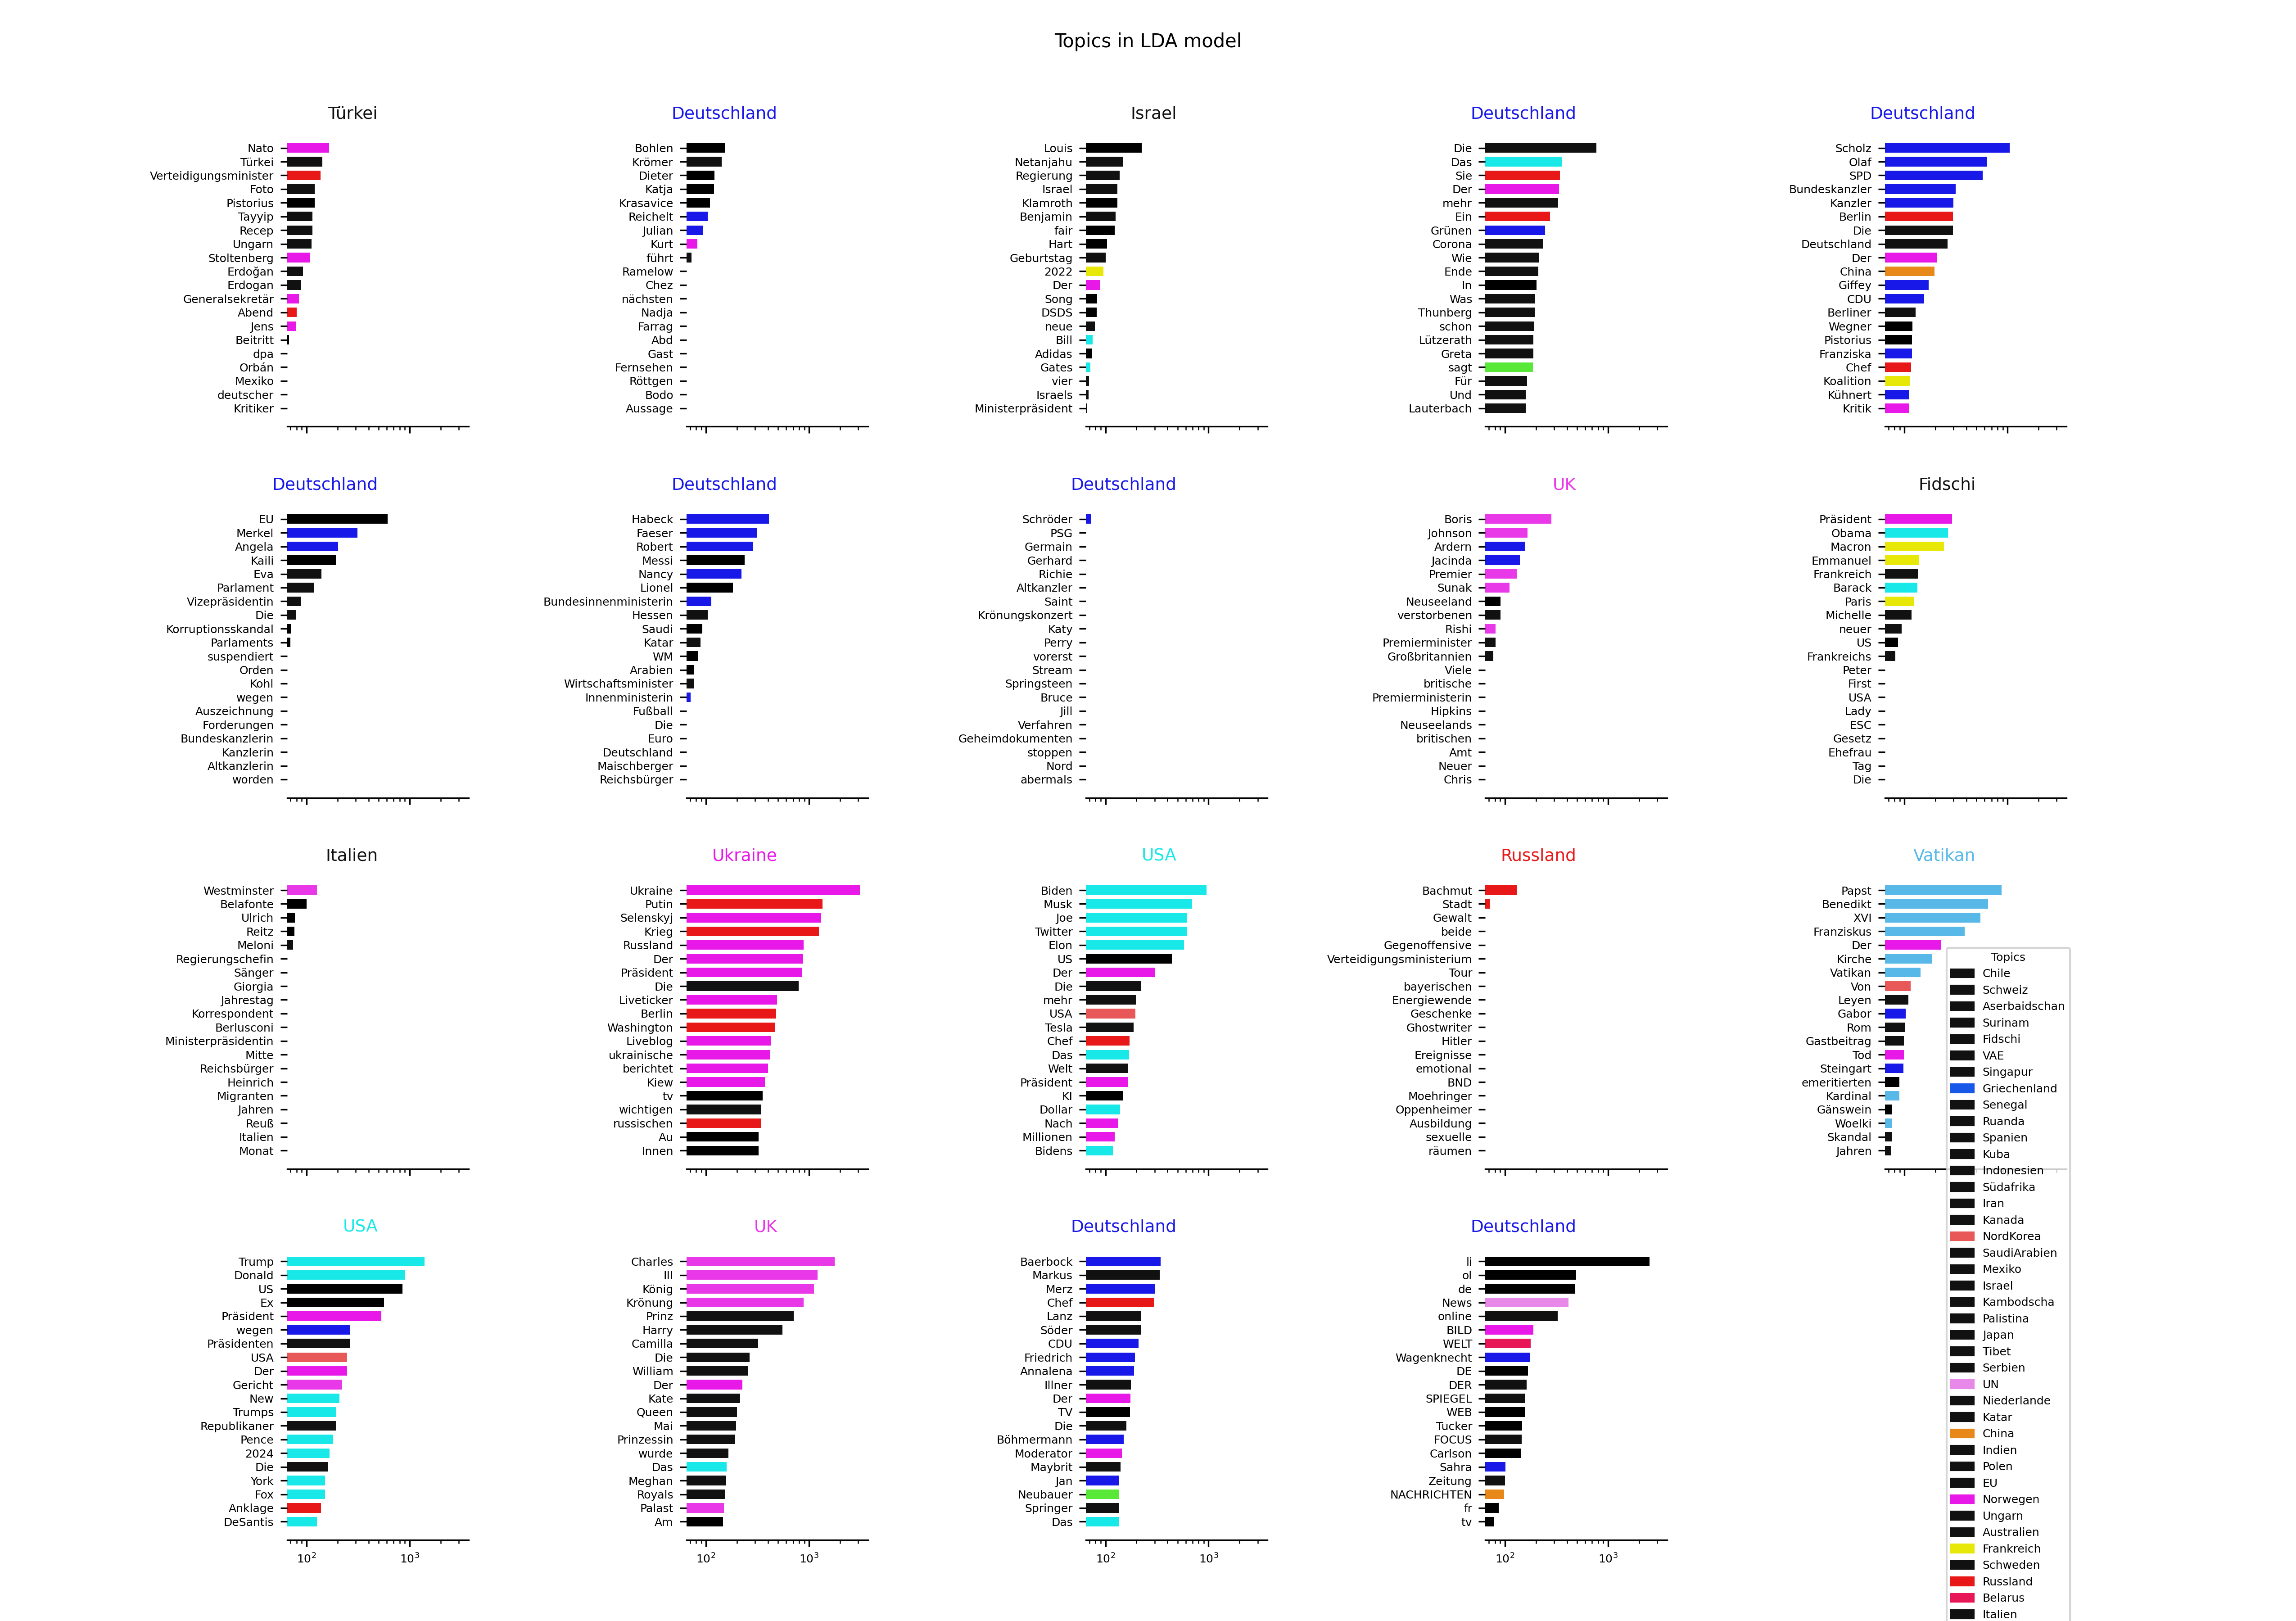 Topics in LDA model
Türkei
Nato
Türkei
Verteidigungsminister
Foto
Pistorius
Tayyip
Recep
Ungarn
Stoltenberg
Erdoğan
Erdogan
Generalsekretär
Abend
Jens
Beitritt
dpa
Orbán
Mexiko
deutscher
Kritiker
Deutschland
Bohlen
Krömer
Dieter
Katja
Krasavice
Reichelt
Julian
Kurt
führt
Ramelow
Chez
nächsten
Nadja
Farrag
Abd
Gast
Fernsehen
Röttgen
Bodo
Aussage
Israel
Louis
Netanjahu
Regierung
Israel
Klamroth
Benjamin
fair
Hart
Geburtstag
2022
Der
Song
DSDS
neue
Bill
Adidas
Gates
vier
Israels
Ministerpräsident
Deutschland
Die
Das
Sie
Der
mehr
Ein
Grünen
Corona
Wie
Ende
In
Was
Thunberg
schon
Lützerath
Greta
sagt
Für
Und
Lauterbach
Deutschland
Scholz
Olaf
SPD
Bundeskanzler
Kanzler
Berlin
Die
Deutschland
Der
China
Giffey
CDU
Berliner
Wegner
Pistorius
Franziska
Chef
Koalition
Kühnert
Kritik
Deutschland
EU
Merkel
Angela
Kaili
Eva
Parlament
Vizepräsidentin
Die
Korruptionsskandal
Parlaments
suspendiert
Orden
Kohl
wegen
Auszeichnung
Forderungen
Bundeskanzlerin
Kanzlerin
Altkanzlerin
worden
Deutschland
Habeck
Faeser
Robert
Messi
Nancy
Lionel
Bundesinnenministerin
Hessen
Saudi
Katar
WM
Arabien
Wirtschaftsminister
Innenministerin
Fußball
Die
Euro
Deutschland
Maischberger
Reichsbürger
Deutschland
Schröder
PSG
Germain
Gerhard
Richie
Altkanzler
Saint
Krönungskonzert
Katy
Perry
vorerst
Stream
Springsteen
Bruce
Jill
Verfahren
Geheimdokumenten
stoppen
Nord
abermals
UK
Boris
Johnson
Ardern
Jacinda
Premier
Sunak
Neuseeland
verstorbenen
Rishi
Premierminister
Großbritannien
Viele
britische
Premierministerin
Hipkins
Neuseelands
britischen
Amt
Neuer
Chris
Fidschi
Präsident
Obama
Macron
Emmanuel
Frankreich
Barack
Paris
Michelle
neuer
US
Frankreichs
Peter
First
USA
Lady
ESC
Gesetz
Ehefrau
Tag
Die
Italien
Westminster
Belafonte
Ulrich
Reitz
Meloni
Regierungschefin
Sänger
Giorgia
Jahrestag
Korrespondent
Berlusconi
Ministerpräsidentin
Mitte
Reichsbürger
Heinrich
Migranten
Jahren
Reuß
Italien
Monat
Ukraine
Ukraine
Putin
Selenskyj
Krieg
Russland
Der
Präsident
Die
Liveticker
Berlin
Washington
Liveblog
ukrainische
berichtet
Kiew
tv
wichtigen
russischen
Au
Innen
USA
Biden
Musk
Joe
Twitter
Elon
US
Der
Die
mehr
USA
Tesla
Chef
Das
Welt
Präsident
KI
Dollar
Nach
Millionen
Bidens
Russland
Bachmut
Stadt
Gewalt
beide
Gegenoffensive
Verteidigungsministerium
Tour
bayerischen
Energiewende
Geschenke
Ghostwriter
Hitler
Ereignisse
emotional
BND
Moehringer
Oppenheimer
Ausbildung
sexuelle
räumen
Vatikan
Papst
Benedikt
XVI
Franziskus
Der
Kirche
Vatikan
Von
Leyen
Gabor
Rom
Gastbeitrag
Tod
Steingart
emeritierten
Kardinal
Gänswein
Woelki
Skandal
Jahren
USA
Trump
Donald
US
Ex
Präsident
wegen
Präsidenten
USA
Der
Gericht
New
Trumps
Republikaner
Pence
2024
Die
York
Fox
Anklage
DeSantis
10²
10³
UK
Charles
III
König
Krönung
Prinz
Harry
Camilla
Die
William
Der
Kate
Queen
Mai
Prinzessin
wurde
Das
Meghan
Royals
Palast
Am
10²
10³
Deutschland
Baerbock
Markus
Merz
Chef
Lanz
Söder
CDU
Friedrich
Annalena
Illner
Der
TV
Die
Böhmermann
Moderator
Maybrit
Jan
Neubauer
Springer
Das
10²
10³
Deutschland
li
ol
de
News
online
BILD
WELT
Wagenknecht
DE
DER
SPIEGEL
WEB
Tucker
FOCUS
Carlson
Sahra
Zeitung
NACHRICHTEN
fr
tv
10²
10³
Topics
Chile
Schweiz
Aserbaidschan
Surinam
Fidschi
VAE
Singapur
Griechenland
Senegal
Ruanda
Spanien
Kuba
Indonesien
Südafrika
Iran
Kanada
NordKorea
SaudiArabien
Mexiko
Israel
Kambodscha
Palistina
Japan
Tibet
Serbien
UN
Niederlande
Katar
China
Indien
Polen
EU
Norwegen
Ungarn
Australien
Frankreich
Schweden
Russland
Belarus
Italien